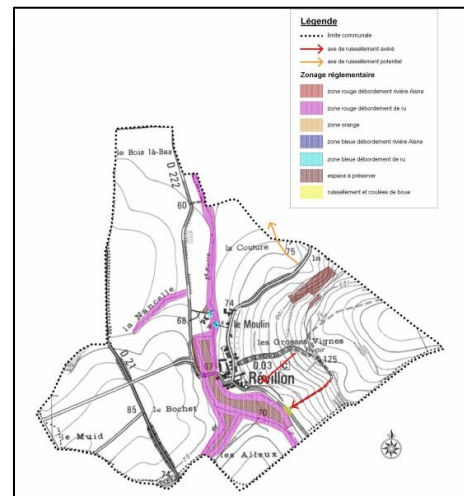 Légende
limite communale
axe de ruissellement avéré
axe de ruissellement potentiel
Zonage réglementaire
zone rouge débordement rivière Aisne
zone rouge débordement de ru
zone orange
zone bleue débordement rivière Aisne
zone bleue débordement de ru
espace à préserver
ruissellement et coulées de boue
le Bois là-Bas
D 222
60
la Couture
75
la
la Nancelle
74
68
le Moulin
les Grosses Vignes
125
D.21
67
0.03
Révillon
85
le Bochet
70
le Muid
les Alleux
74